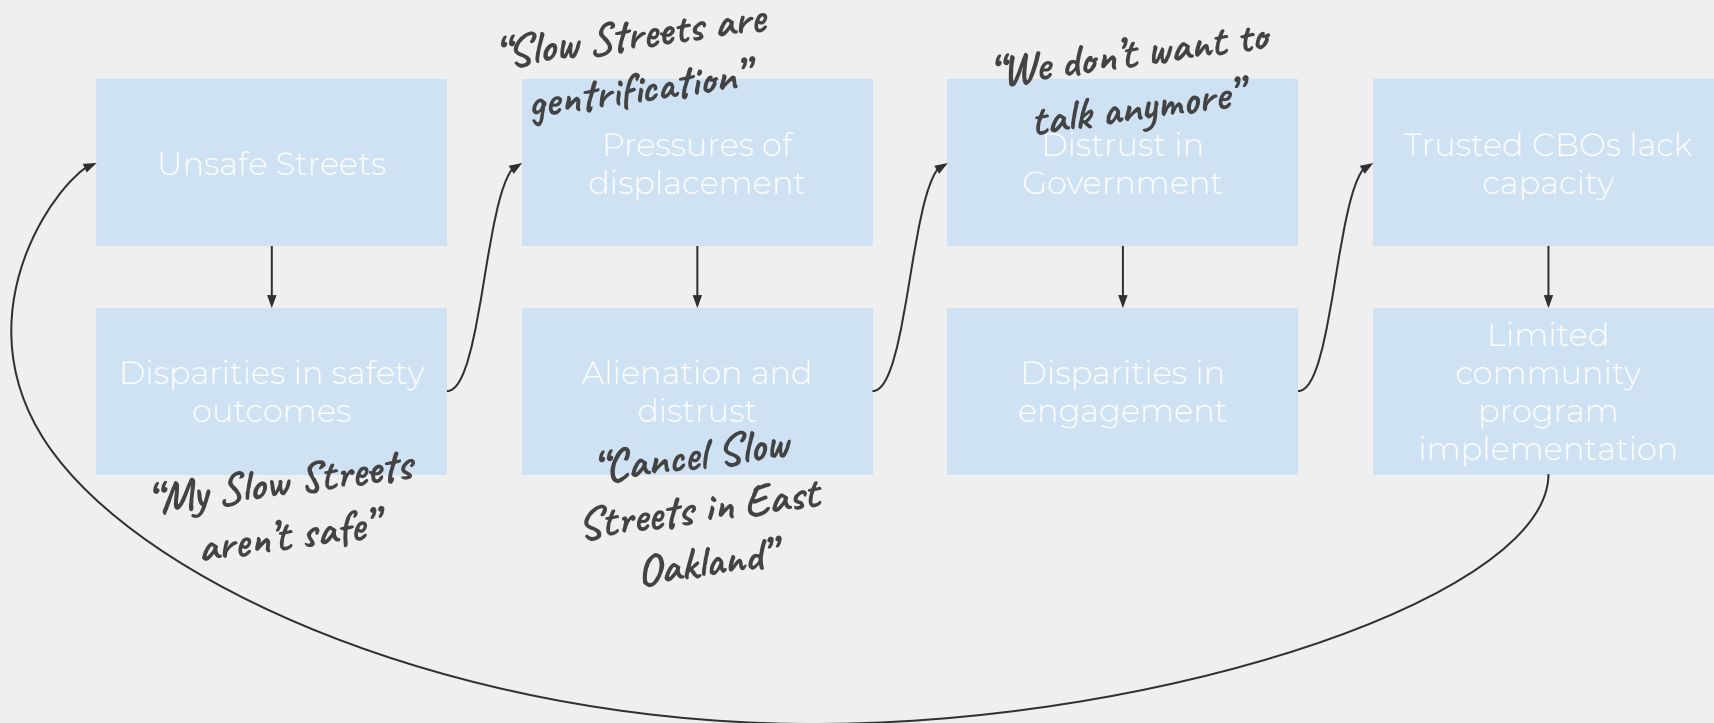 Unsafe Streets
Disparities in safety
outcomes
“My Slow Streets
aren’t safe”
“Slow Streets are
gentrification”
Pressures of
displacement
Alienation and
distrust
“Cancel Slow
Streets in East
Oakland”
“We don’t want to
talk anymore”
Distrust in
Government
Disparities in
engagement
Trusted CBOs lack
capacity
Limited
community
program
implementation